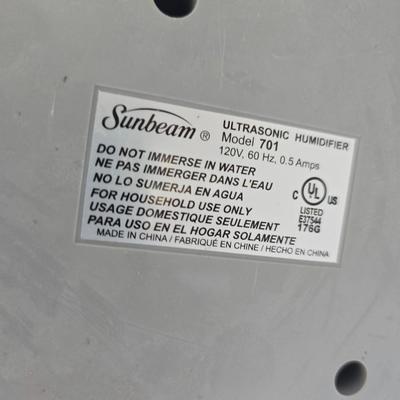 Sunbeam ®
ULTRASONIC HUMIDIFIER
Model 701
120V, 60 Hz, 0.5 Amps
DO NOT IMMERSE IN WATER
NE PAS IMMERGER DANS L'EAU
NO LO SUMERJA EN AGUA
FOR HOUSEHOLD USE ONLY
USAGE DOMESTIQUE SEULEMENT
PARA USO EN EL HOGAR SOLAMENTE
MADE IN CHINA / FABRIQUÉ EN CHINE / HECHO EN CHINA
C UL ® US
LISTED
E37544
176G